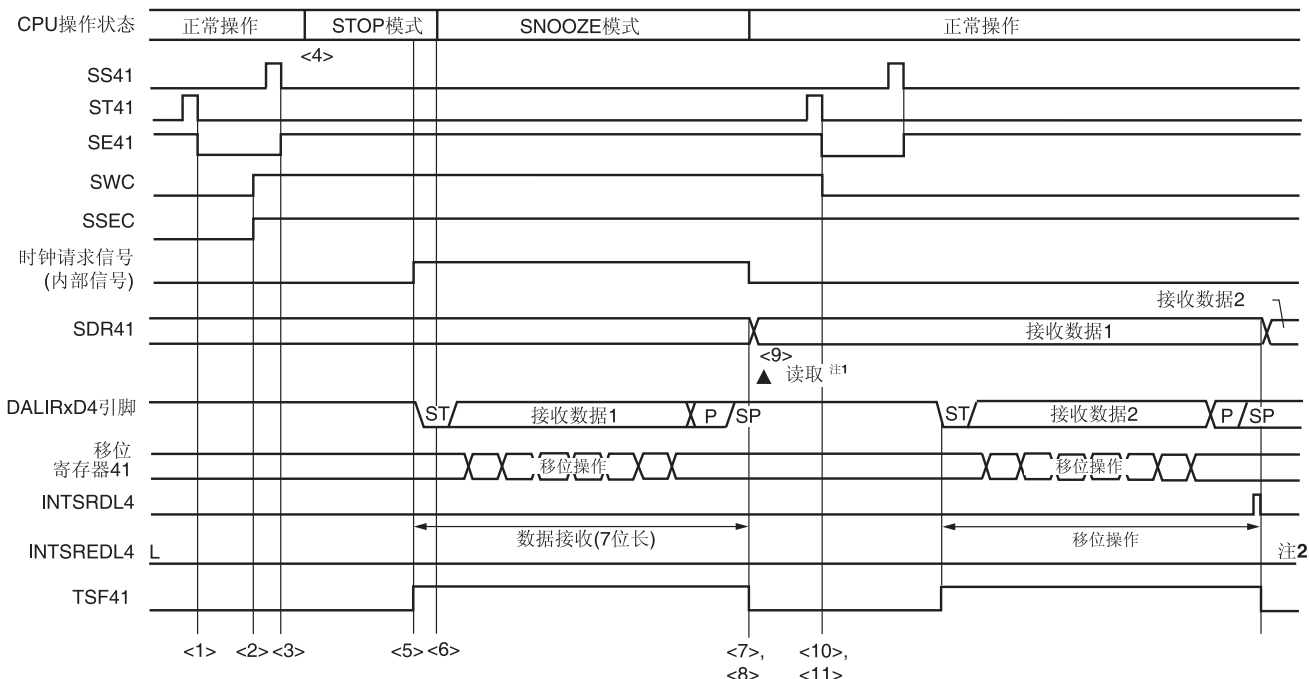 CPU操作状态 正常操作 STOP模式 SNOOZE模式 正常操作
<4>
SS41
ST41
SE41
SWC
SSEC
时钟请求信号
(内部信号)
接收数据2
SDR41 接收数据1
<9>
▲ 读取 注1
DALIRxD4引脚 ST 接收数据1 P SP ST 接收数据2 P SP
移位
寄存器41 移位操作 移位操作
INTSRDL4
数据接收(7位长) 移位操作
INTSREDL4 L 注2
TSF41
<1> <2> <3> <5> <6> <7>, <10>,
<8> <11>